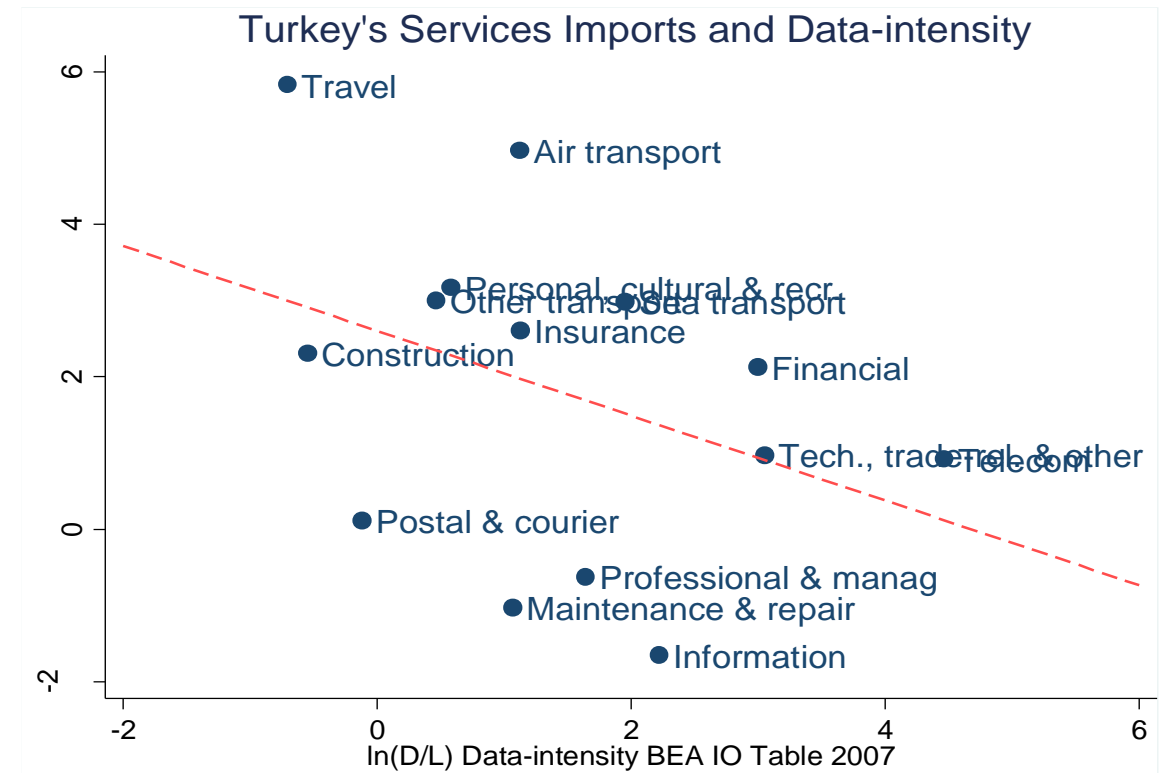 Turkey's Services Imports and Data-intensity
6
Travel
Air transport
4
Personal, cultural & recr.
Other transport
Sea transport
Insurance
Construction
2
Financial
Tech., trade-rel. & other
Telecom
Postal & courier
0
Professional & manag
Maintenance & repair
Information
-2
-2 0 2 4 6
ln(D/L) Data-intensity BEA IO Table 2007